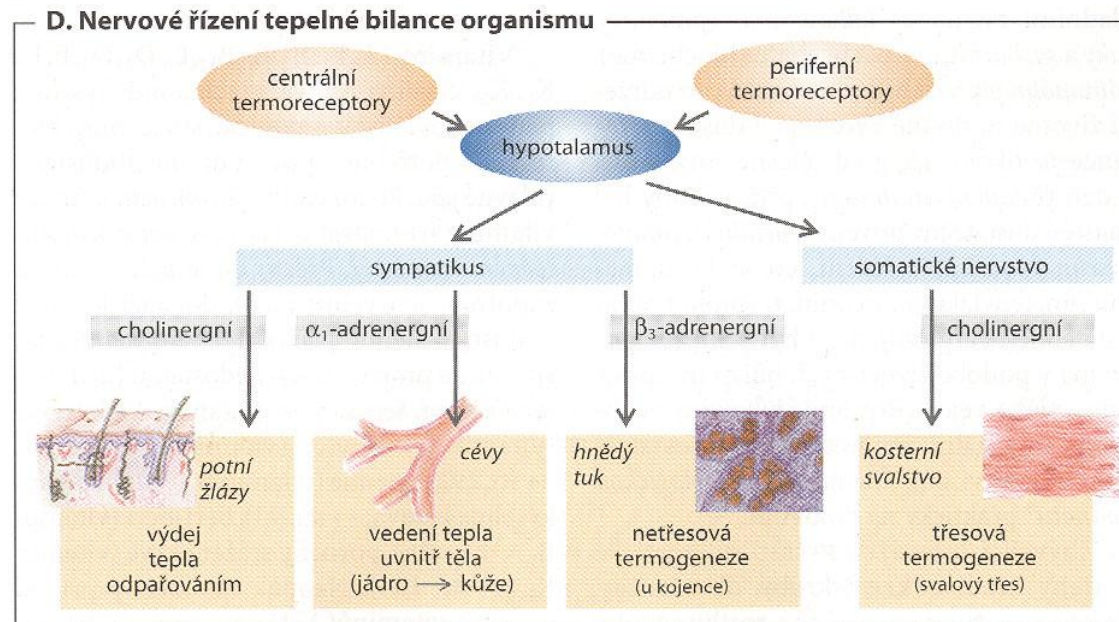 D. Nervové řízení tepelné bilance organismu
centrální
termoreceptory
periferní
termoreceptory
hypotalamus
sympatikus
somatické nervstvo
cholinergní
α₁-adrenergní
β₃-adrenergní
cholinergní
potní
žlázy
výdej
tepla
odpařováním
cévy
vedení tepla
uvnitř těla
(jádro → kůže)
hnědý
tuk
netřesová
termogeneze
(u kojence)
kosterní
svalstvo
třesová
termogeneze
(svalový třes)